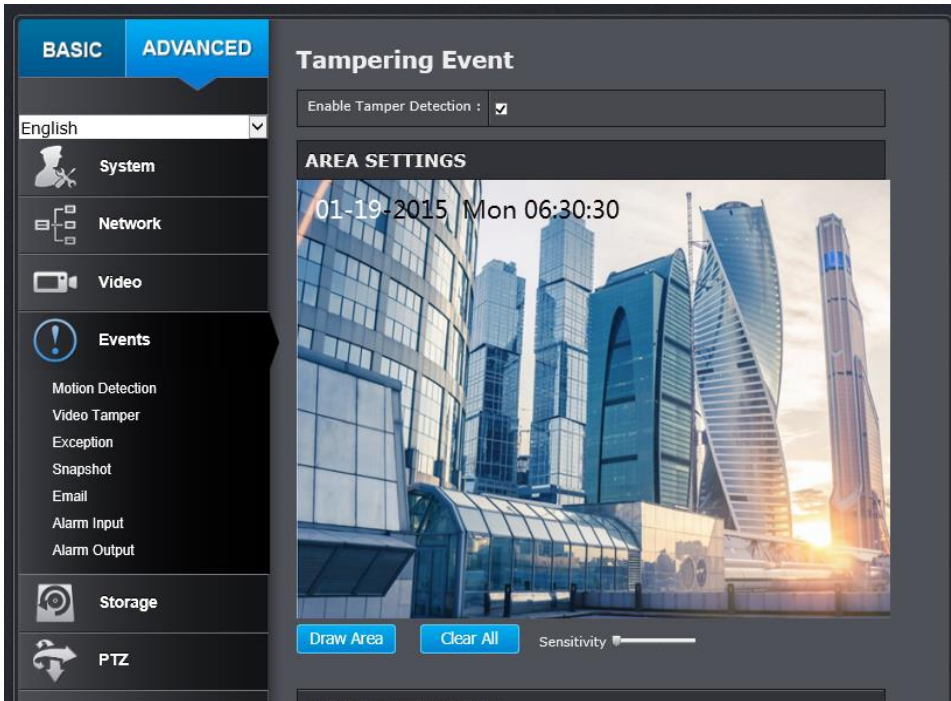 BASIC
ADVANCED
English
System
Network
Video
Events
Motion Detection
Video Tamper
Exception
Snapshot
Email
Alarm Input
Alarm Output
Storage
PTZ
Tampering Event
Enable Tamper Detection :
AREA SETTINGS
01-19-2015 Mon 06:30:30
Draw Area
Clear All
Sensitivity